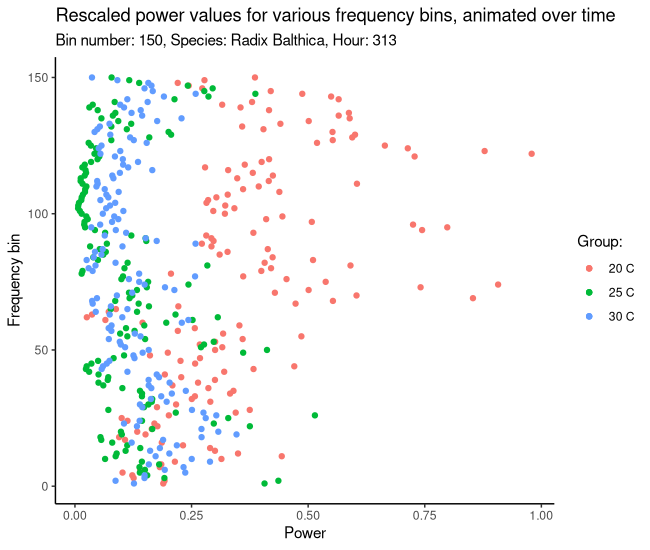 Rescaled power values for various frequency bins, animated over time
Bin number: 150, Species: Radix Balthica, Hour: 313
150
100
50
0
Frequency bin
0.00 0.25 0.50 0.75 1.00
Power
Group:
20 C
25 C
30 C